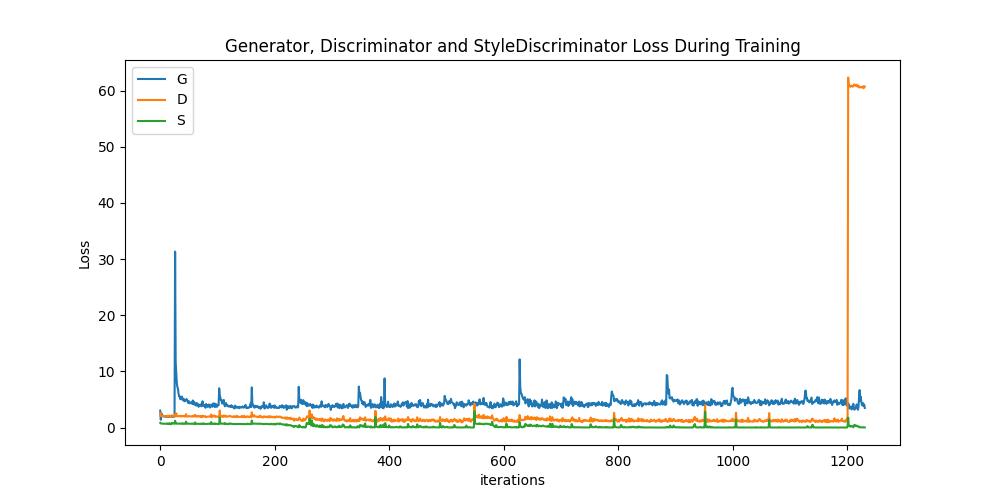 Generator, Discriminator and StyleDiscriminator Loss During Training
G
D
S
60
50
40
30
20
10
0
Loss
0 200 400 600 800 1000 1200
iterations